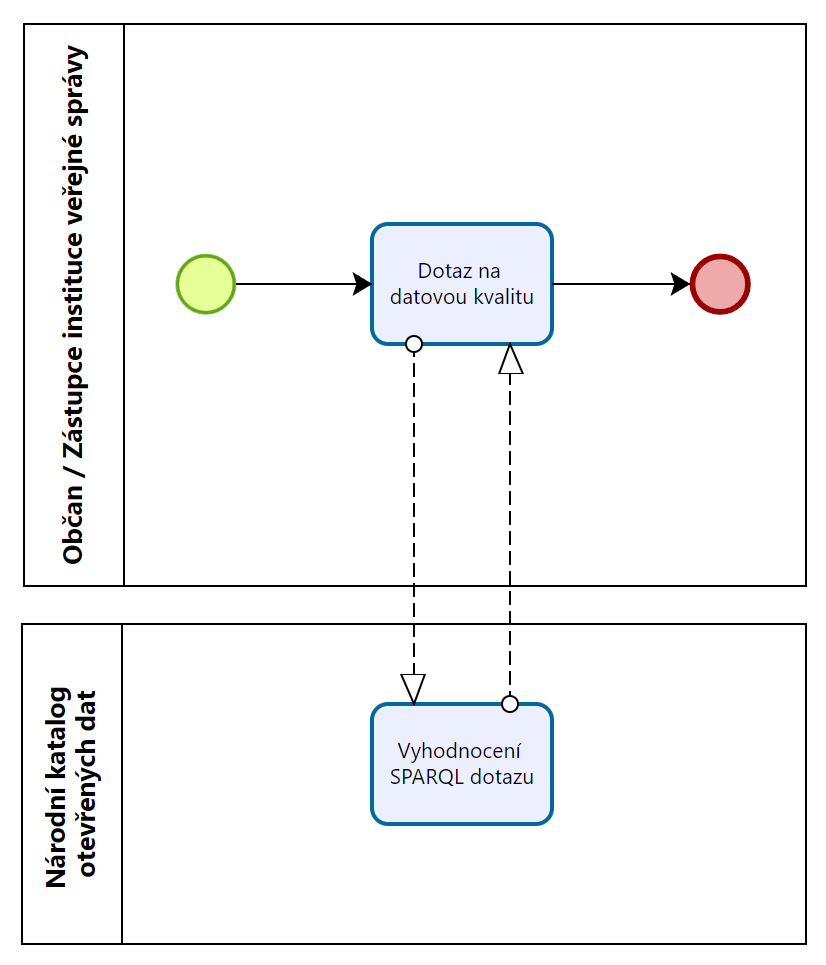 Občan / Zástupce instituce veřejné správy
Dotaz na
datovou kvalitu
Národní katalog
otevřených dat
Vyhodnocení
SPARQL dotazu